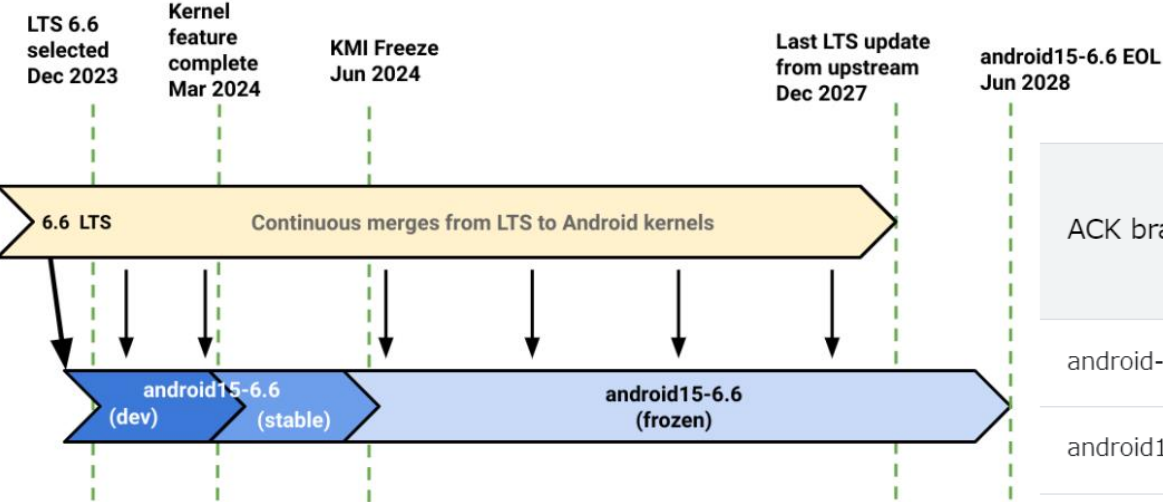 LTS 6.6
selected
Dec 2023
Kernel
feature
complete
Mar 2024
KMI Freeze
Jun 2024
Last LTS update
from upstream
Dec 2027
android15-6.6 EOL
Jun 2028
6.6 LTS
Continuous merges from LTS to Android kernels
android15-6.6
(dev)
(stable)
android15-6.6
(frozen)
ACK